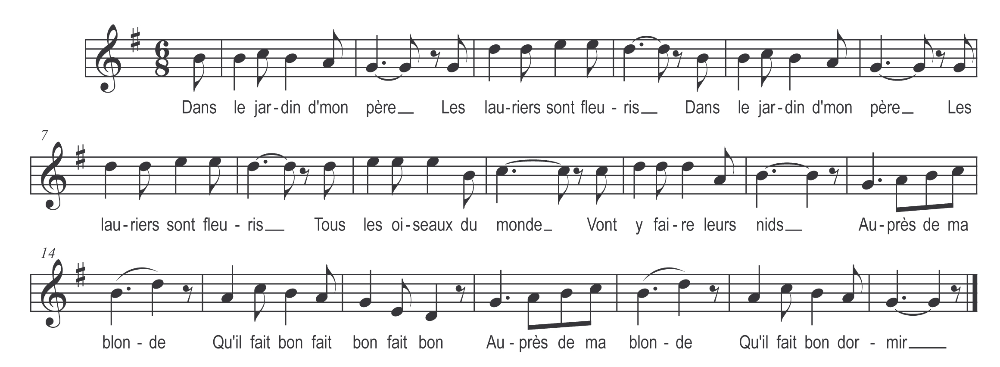 6
8
Dans le jar-din d'mon père Les lau-riers sont fleu - ris Dans le jar-din d'mon père Les
7
lau-riers sont fleu - ris Tous les oi-seaux du monde Vont y fai-re leurs nids Au-près de ma
14
blon - de Qu'il fait bon fait bon fait bon Au-près de ma blon - de Qu'il fait bon dor - mir